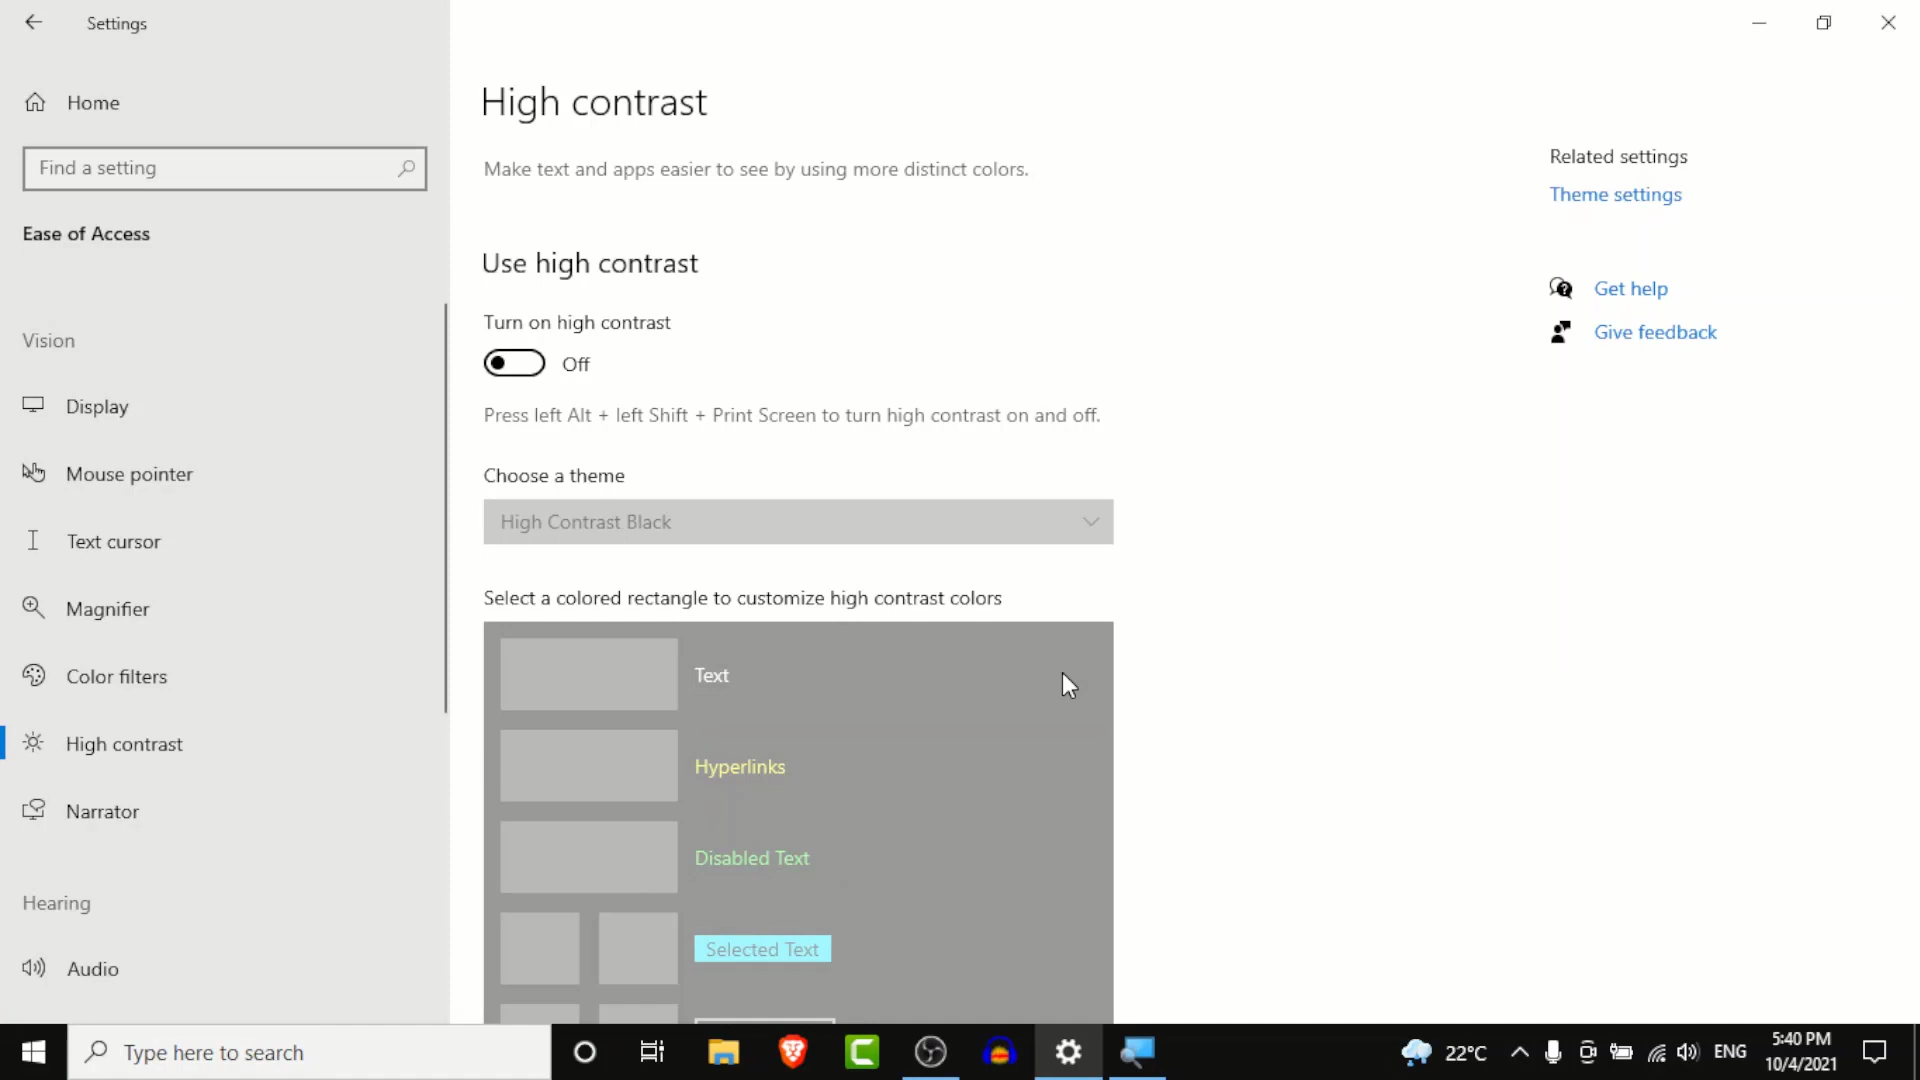 Settings
Home
Find a setting
Ease of Access
Vision
Display
Mouse pointer
Text cursor
Magnifier
Color filters
High contrast
Narrator
Hearing
Audio
High contrast
Make text and apps easier to see by using more distinct colors.
Use high contrast
Turn on high contrast
Off
Press left Alt + left Shift + Print Screen to turn high contrast on and off.
Choose a theme
High Contrast Black
Select a colored rectangle to customize high contrast colors
Text
Hyperlinks
Disabled Text
Selected Text
Related settings
Theme settings
Get help
Give feedback
Type here to search
22°C
ENG
5:40 PM
10/4/2021